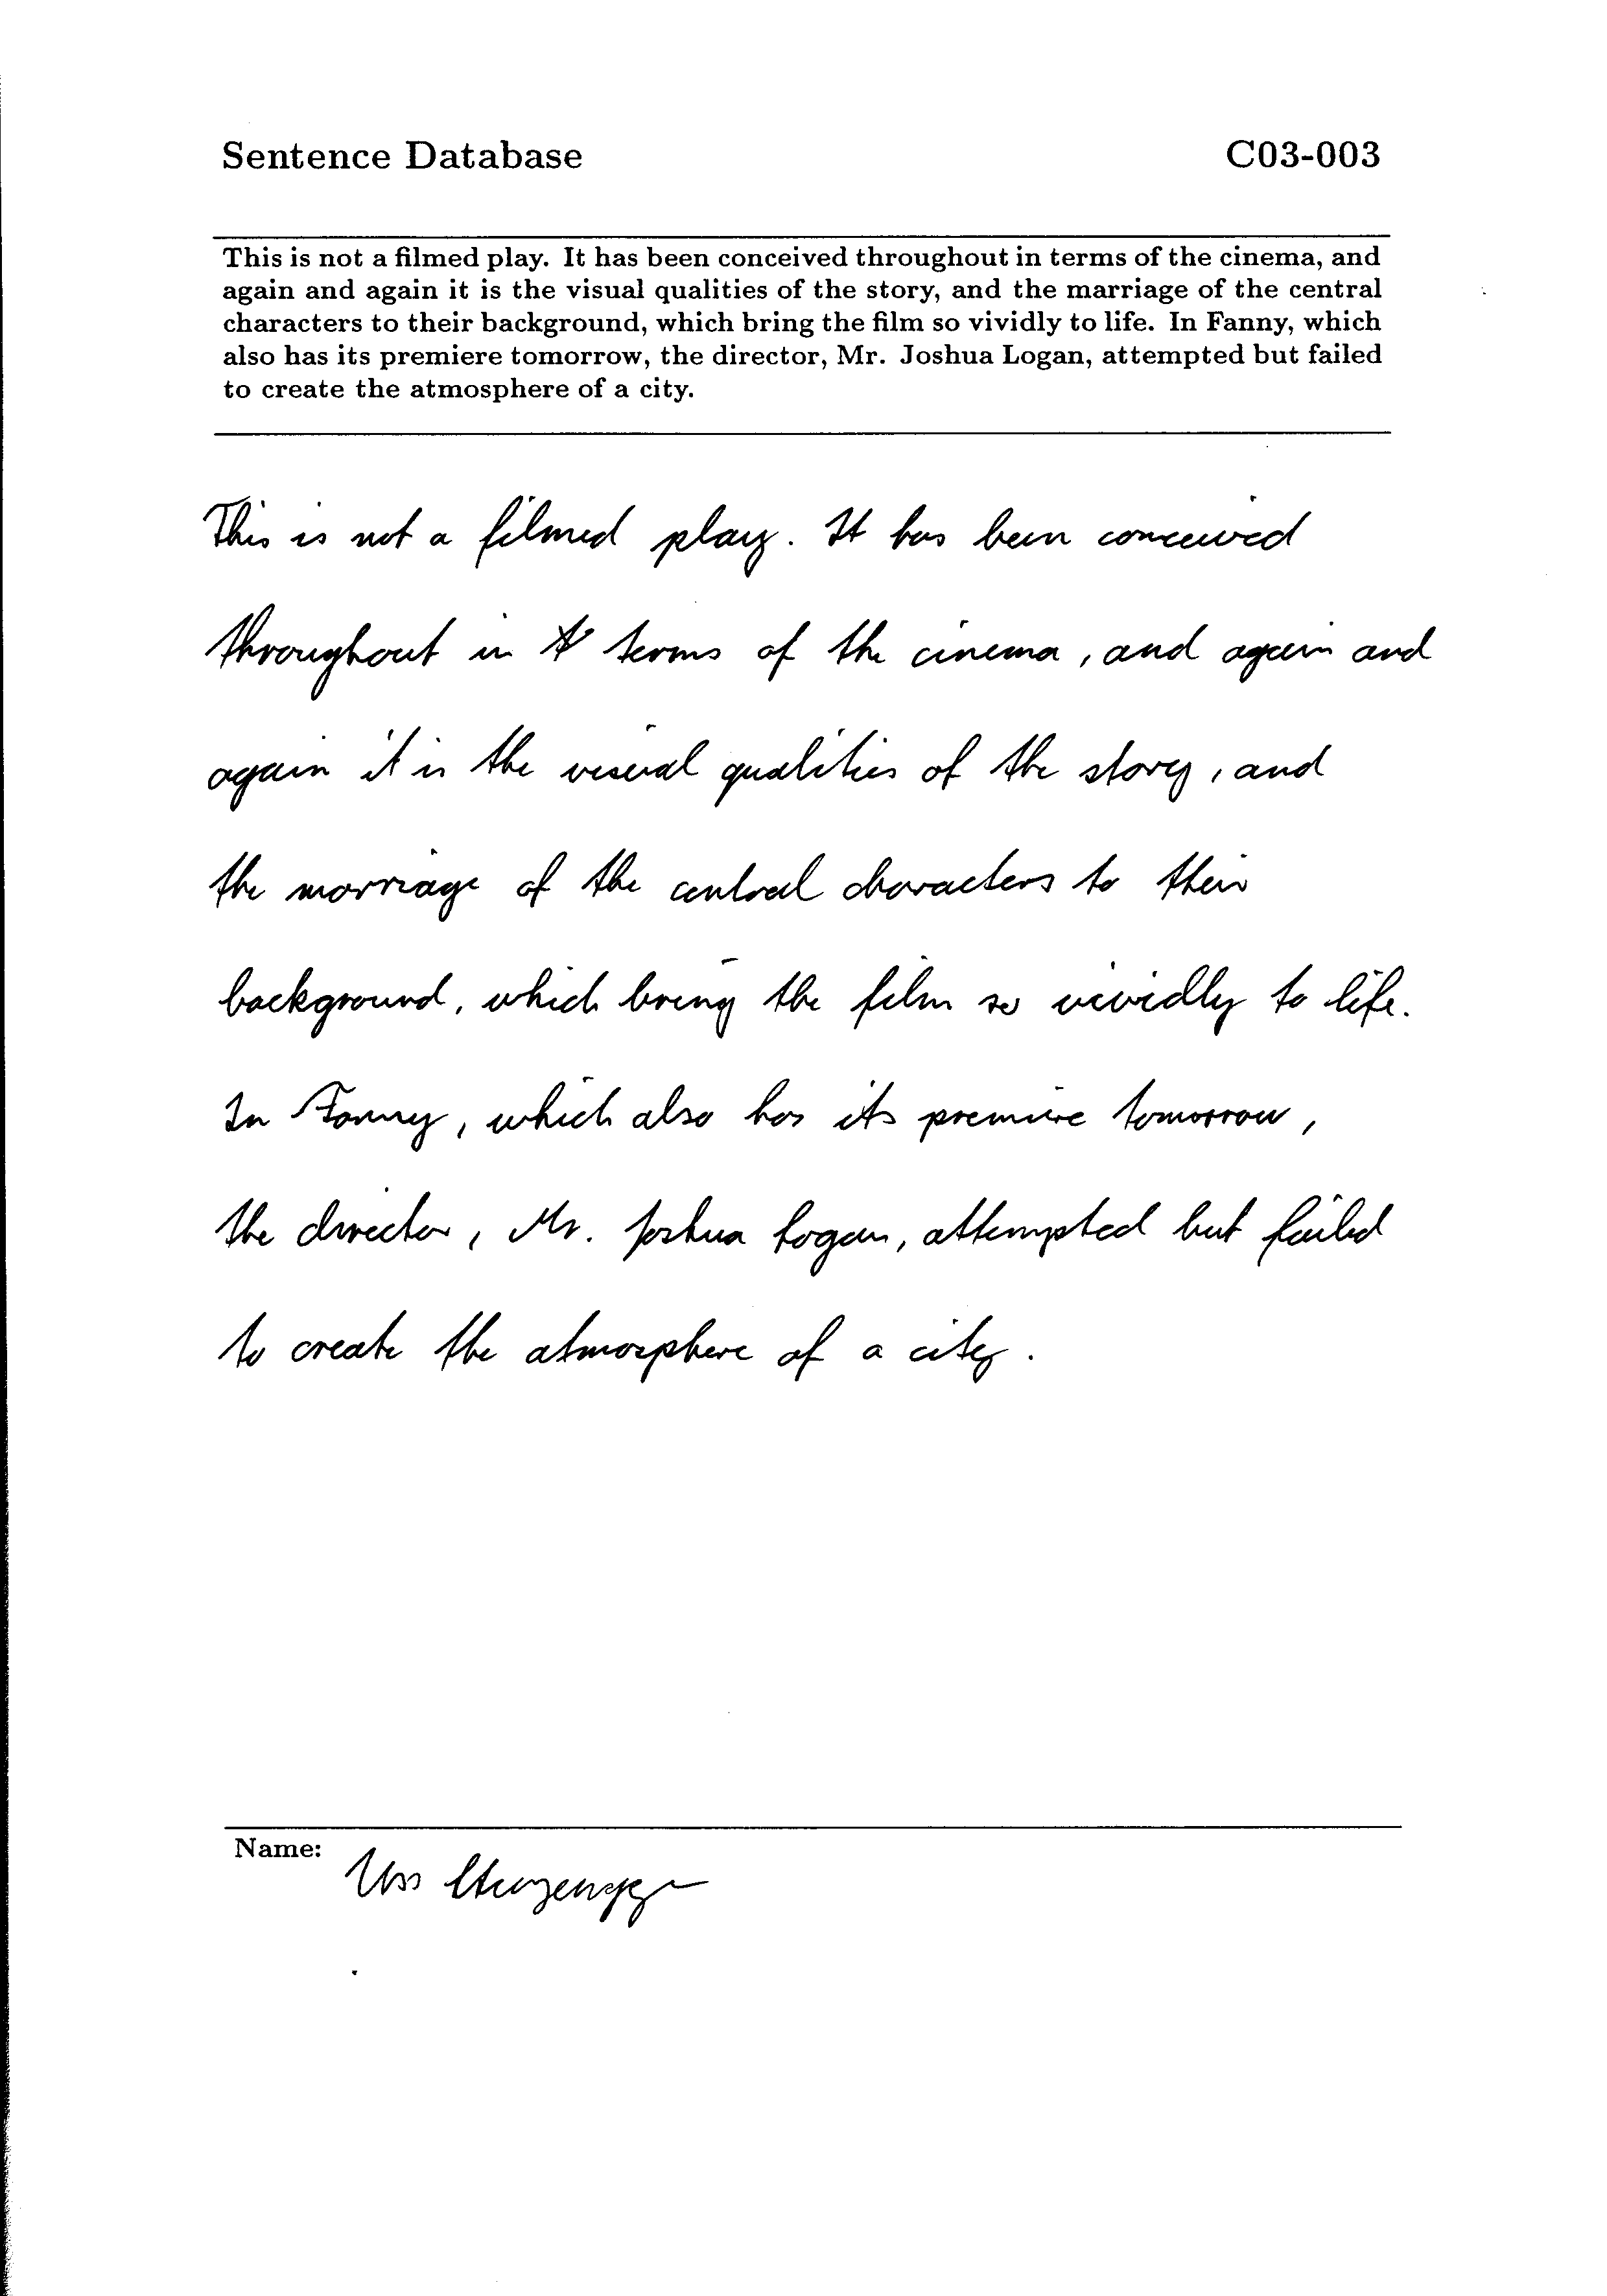 Sentence Database C03-003
This is not a filmed play. It has been conceived throughout in terms of the cinema, and
again and again it is the visual qualities of the story, and the marriage of the central
characters to their background, which bring the film so vividly to life. In Fanny, which
also has its premiere tomorrow, the director, Mr. Joshua Logan, attempted but failed
to create the atmosphere of a city.
This is not a filmed play. It has been conceived
throughout in terms of the cinema, and again and
again it is the visual qualities of the story, and
the marriage of the central characters to their
background, which bring the film so vividly to life.
In Fanny, which also has its premiere tomorrow,
the director, Mr. Joshua Logan, attempted but failed
to create the atmosphere of a city.
Name: